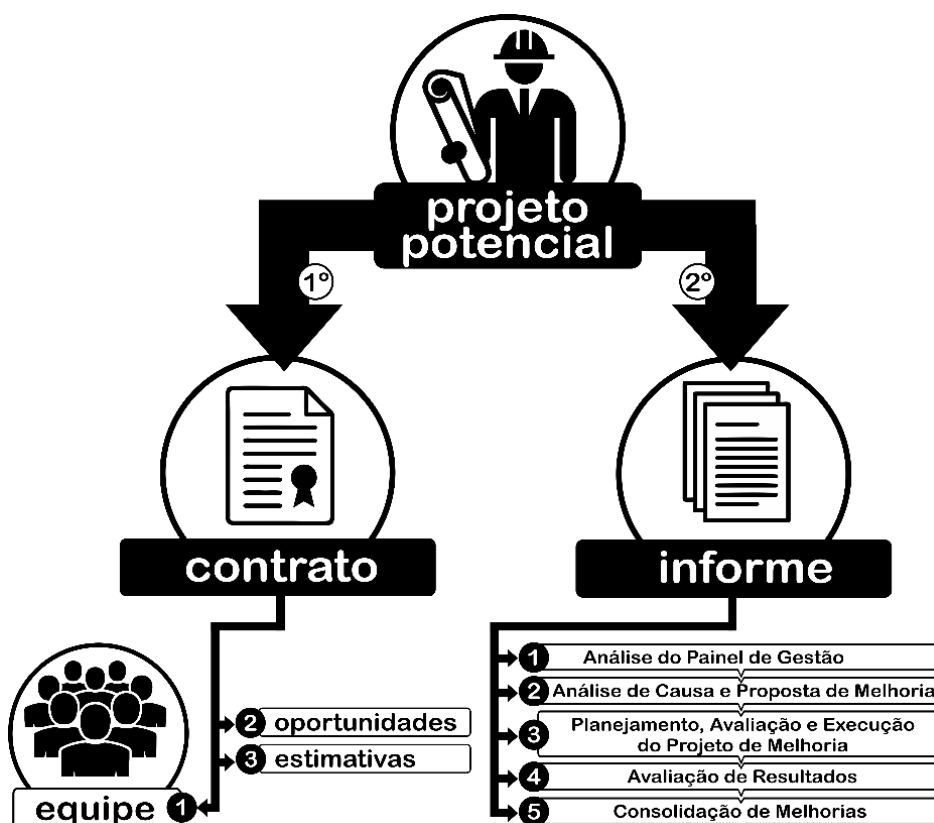 projeto
potencial
1º
2º
contrato
informe
equipe 1
2 oportunidades
3 estimativas
1 Análise do Painel de Gestão
2 Análise de Causa e Proposta de Melhoria
3 Planejamento, Avaliação e Execução
do Projeto de Melhoria
4 Avaliação de Resultados
5 Consolidação de Melhorias